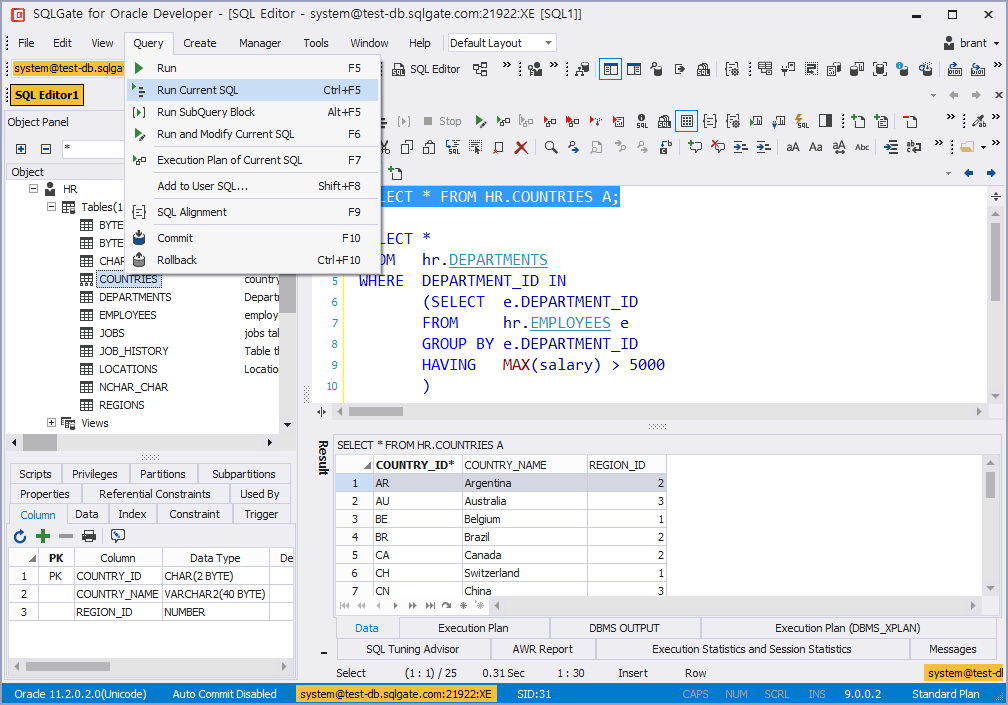 SQLGate for Oracle Developer - [SQL Editor - system@test-db.sqlgate.com:21922:XE [SQL1]]
File Edit View Query Create Manager Tools Window Help Default Layout brant
system@test-db.sqlgat
SQL Editor
SQL Editor1
Run F5
Run Current SQL Ctrl+F5
Run SubQuery Block Alt+F5
Run and Modify Current SQL F6
Execution Plan of Current SQL F7
Add to User SQL... Shift+F8
SQL Alignment F9
Commit F10
Rollback Ctrl+F10
Stop
aA Aa Abc
Object Panel
*
Object
HR
Tables(1
BYTE
BYTE
CHAR
COUNTRIES country
DEPARTMENTS Depart
EMPLOYEES employ
JOBS jobs tal
JOB_HISTORY Table th
LOCATIONS Locatio
NCHAR_CHAR
REGIONS
Views
LECT * FROM HR.COUNTRIES A;
LECT *
OM hr.DEPARTMENTS
5 WHERE DEPARTMENT_ID IN
6 (SELECT e.DEPARTMENT_ID
7 FROM hr.EMPLOYEES e
8 GROUP BY e.DEPARTMENT_ID
9 HAVING MAX(salary) > 5000
10 )
Scripts Privileges Partitions Subpartitions
Properties Referential Constraints Used By
Column Data Index Constraint Trigger
PK Column Data Type De
1 PK COUNTRY_ID CHAR(2 BYTE)
2 COUNTRY_NAME VARCHAR2(40 BYTE)
3 REGION_ID NUMBER
Result
SELECT * FROM HR.COUNTRIES A
COUNTRY_ID* COUNTRY_NAME REGION_ID
1 AR Argentina 2
2 AU Australia 3
3 BE Belgium 1
4 BR Brazil 2
5 CA Canada 2
6 CH Switzerland 1
7 CN China 3
Data Execution Plan DBMS OUTPUT Execution Plan (DBMS_XPLAN)
SQL Tuning Advisor AWR Report Execution Statistics and Session Statistics Messages
Select (1 : 1) / 25 0.31 Sec 1 : 30 Insert Row system@test-d
Oracle 11.2.0.2.0(Unicode) Auto Commit Disabled system@test-db.sqlgate.com:21922:XE SID:31 CAPS NUM SCRL INS 9.0.0.2 Standard Plan